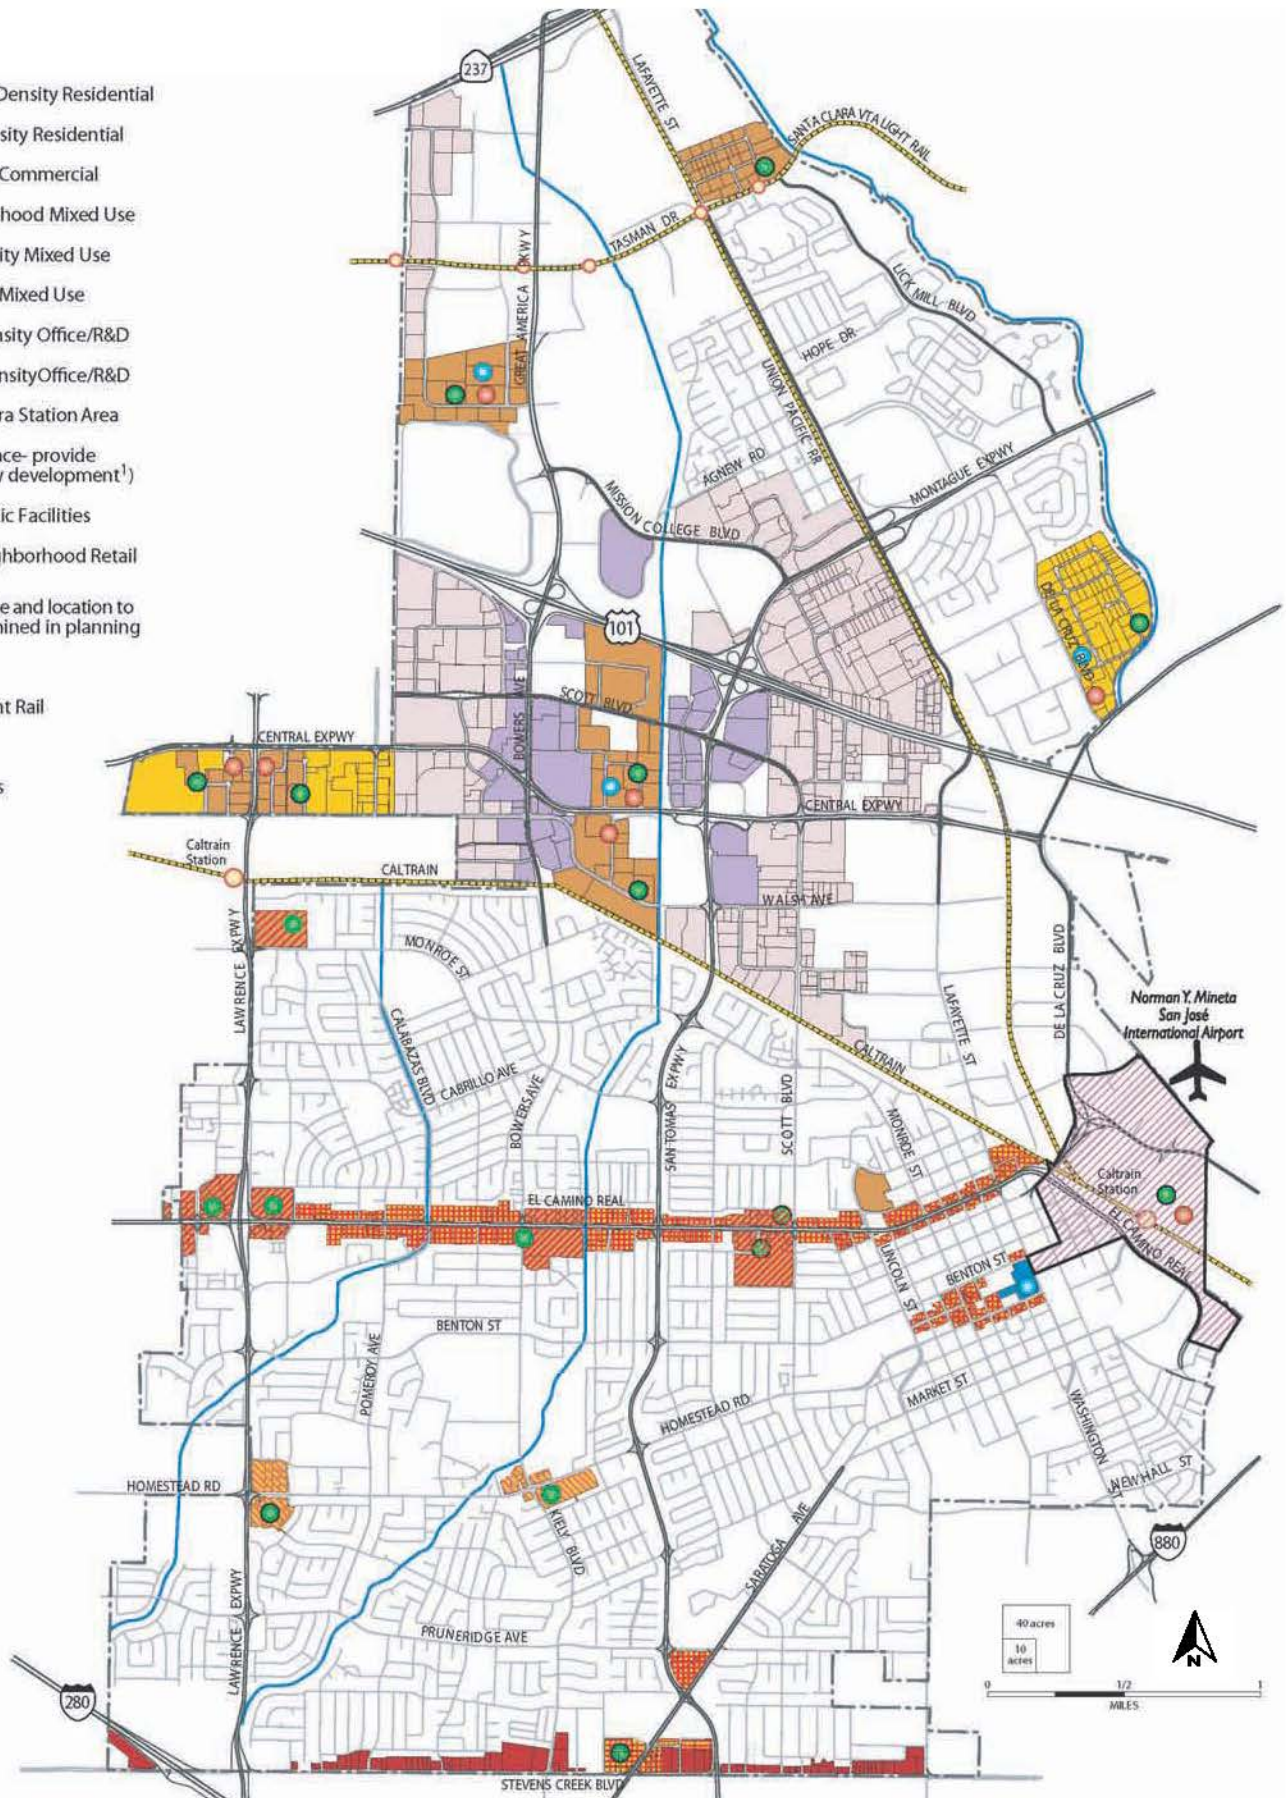 Density Residential
sity Residential
Commercial
hood Mixed Use
ity Mixed Use
Mixed Use
nsity Office/R&D
nsityOffice/R&D
ra Station Area
ace- provide
y development¹)
ic Facilities
ghborhood Retail
e and location to
nined in planning
nt Rail
s
237
LAFAYETTE ST
SANTA CLARA VTA LIGHT RAIL
TASMAN DR
GREAT AMERICA PKWY
LICK MILL BLVD
HOPE DR
UNION PACIFIC RR
AGNEW RD
MONTAGUE EXPWY
MISSION COLLEGE BLVD
DE LA CRUZ BLVD
101
SCOTT BLVD
BOWERS AVE
CENTRAL EXPWY
CENTRAL EXPWY
Caltrain
Station
CALTRAIN
WALSH AVE
LAWRENCE EXPWY
MONROE ST
DE LA CRUZ BLVD
LAFAYETTE ST
Norman Y. Mineta
San José
International Airport
CALABAZAS BLVD
CABRILLO AVE
BOWERS AVE
SAN TOMAS EXPWY
SCOTT BLVD
CALTRAIN
MONROE ST
Caltrain
Station
EL CAMINO REAL
EL CAMINO REAL
LINCOLN ST
BENTON ST
BENTON ST
POMEROY AVE
MARKET ST
HOMESTEAD RD
WASHINGTON ST
NEWHALL ST
HOMESTEAD RD
KIELY BLVD
SARATOGA AVE
880
LAWRENCE EXPWY
PRUNERIDGE AVE
40 acres
10
acres
N
0 1/2 1
MILES
280
STEVENS CREEK BLVD